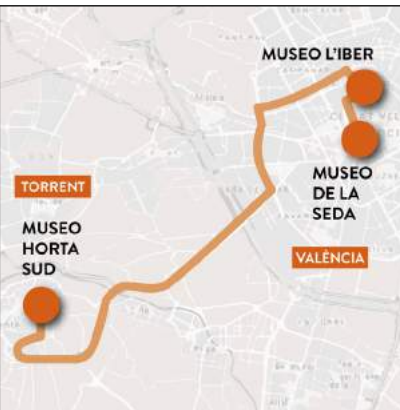 MUSEO L'IBER
MUSEO
DE LA
SEDA
TORRENT
MUSEO
HORTA
SUD
VALÈNCIA